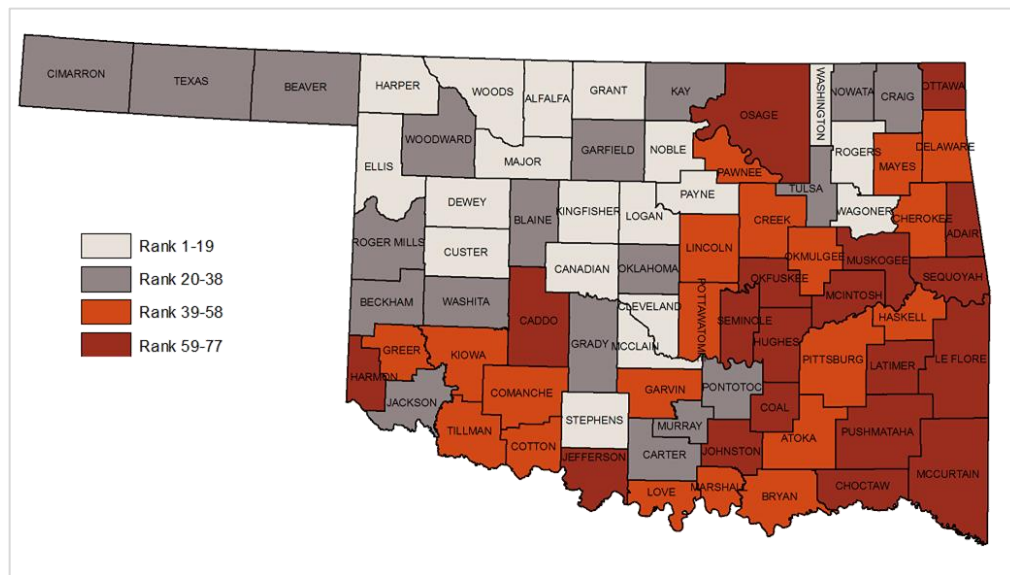 CIMARRON
TEXAS
BEAVER
HARPER
WOODS
ALFALFA
GRANT
KAY
OSAGE
WASHINGTON
NOWATA
CRAIG
OTTAWA
WOODWARD
ELLIS
MAJOR
GARFIELD
NOBLE
PAWNEE
ROGERS
MAYES
DELAWARE
DEWEY
BLAINE
KINGFISHER
LOGAN
PAYNE
CREEK
TULSA
WAGONER
CHEROKEE
ADAIR
ROGER MILLS
CUSTER
CANADIAN
OKLAHOMA
LINCOLN
OKMULGEE
MUSKOGEE
OKFUSKEE
SEQUOYAH
MCINTOSH
BECKHAM
WASHITA
CADDO
GRADY
CLEVELAND
POTTAWATOMI
SEMINOLE
HUGHES
HASKELL
MCCLAIN
PITTSBURG
LATIMER
LE FLORE
GREER
KIOWA
HARMON
COMANCHE
GARVIN
PONTOTOC
JACKSON
STEPHENS
MURRAY
COAL
TILLMAN
COTTON
JEFFERSON
CARTER
JOHNSTON
ATOKA
PUSHMATAHA
MCCURTAIN
LOVE
MARSHALL
BRYAN
CHOCTAW
Rank 1-19
Rank 20-38
Rank 39-58
Rank 59-77